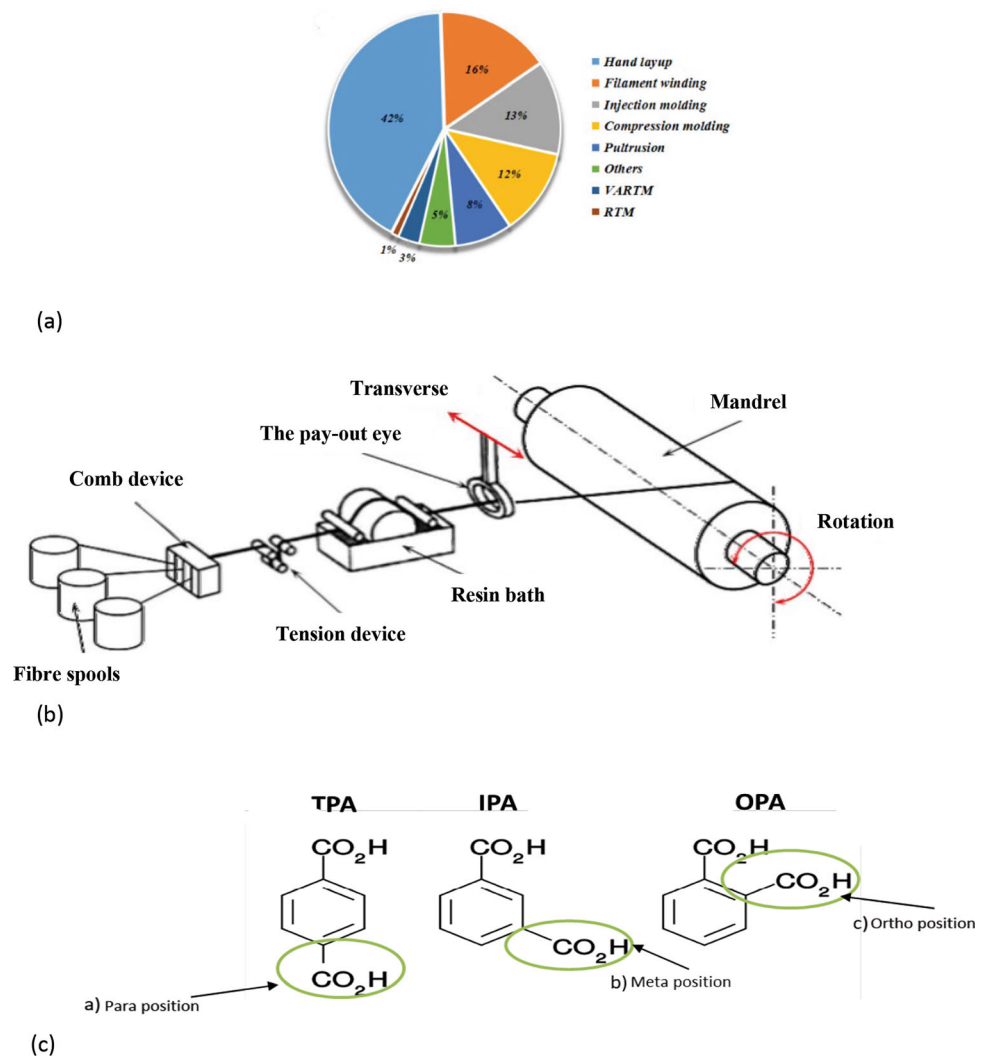 16%
42%
13%
12%
8%
5%
3%
1%
Hand layup
Filament winding
Injection molding
Compression molding
Pultrusion
Others
VARTM
RTM
(a)
Transverse
Mandrel
The pay-out eye
Comb device
Rotation
Resin bath
Tension device
Fibre spools
(b)
TPA IPA OPA
CO2H CO2H CO2H
CO2H
c) Ortho position
CO2H
CO2H
b) Meta position
a) Para position
(c)